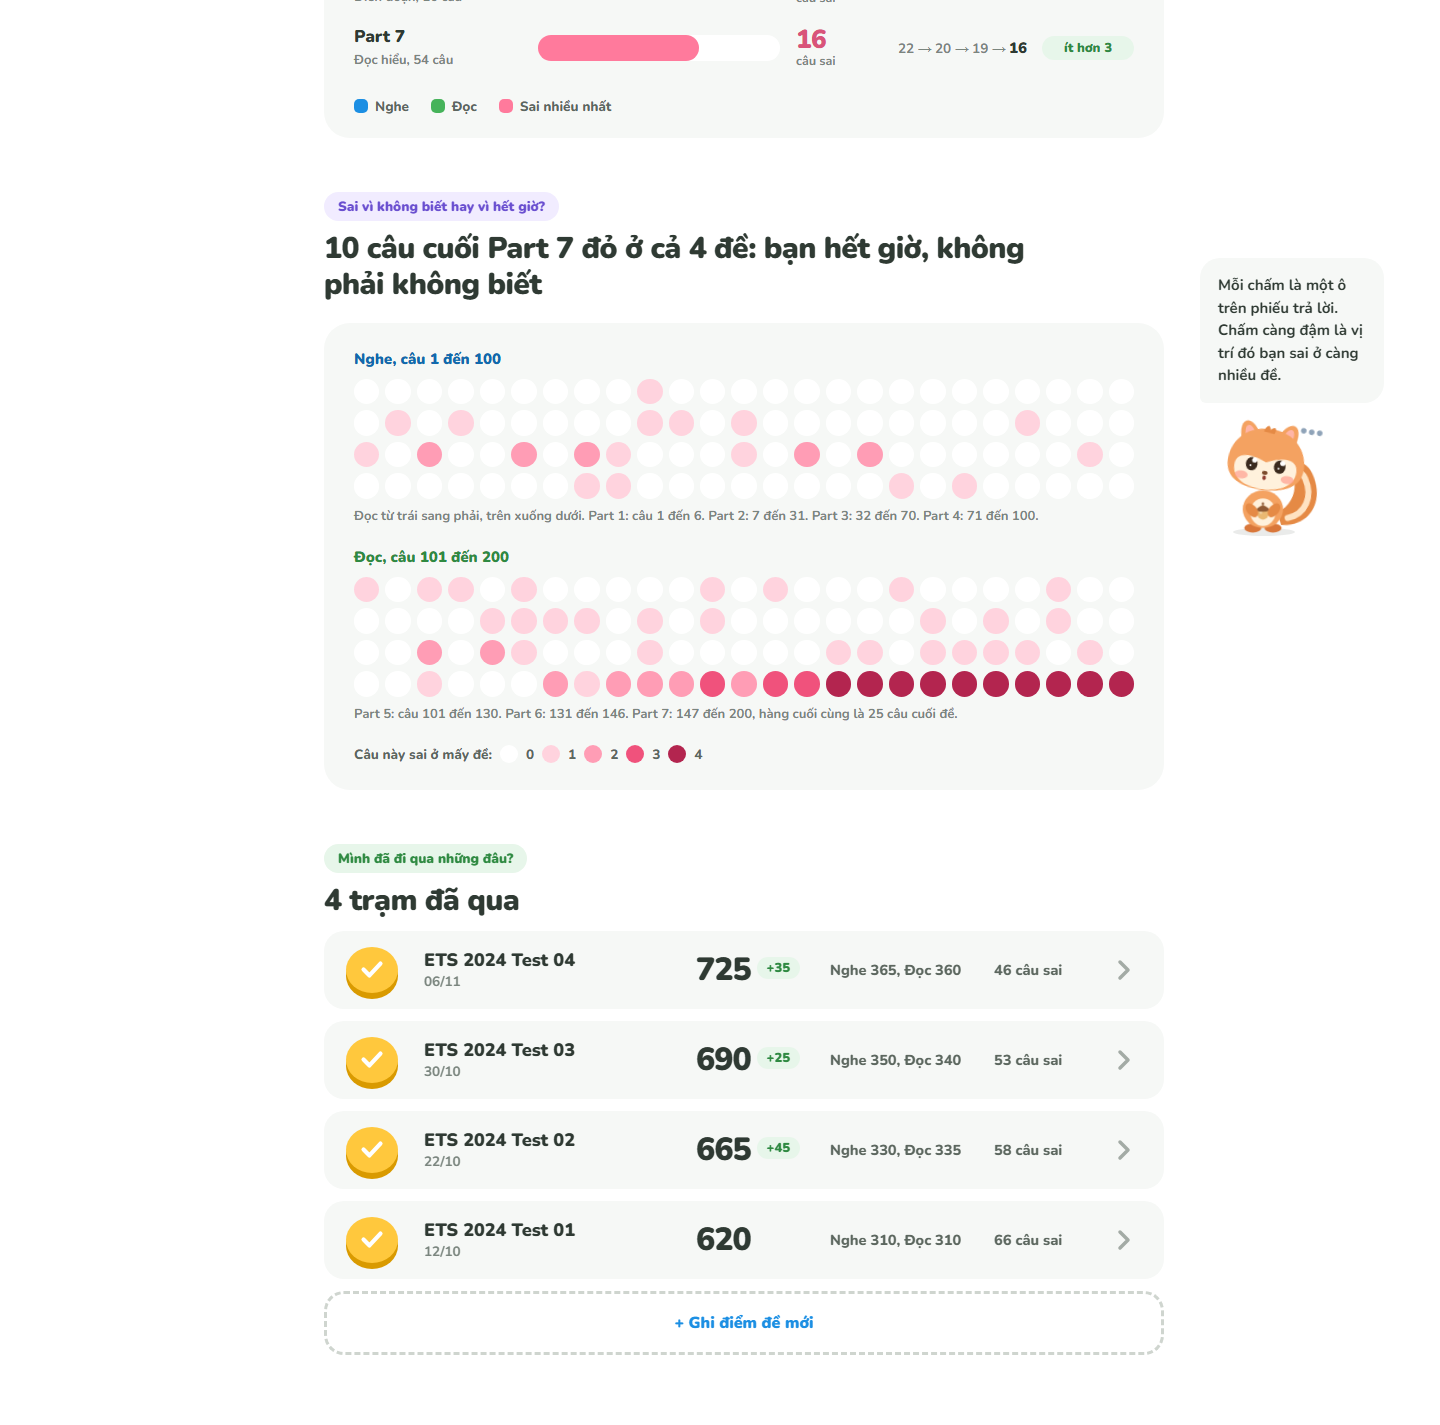 Part 7
Đọc hiểu, 54 câu
16
câu sai
22 → 20 → 19 → 16
ít hơn 3
Nghe
Đọc
Sai nhiều nhất
Sai vì không biết hay vì hết giờ?
10 câu cuối Part 7 đỏ ở cả 4 đề: bạn hết giờ, không
phải không biết
Mỗi chấm là một ô
trên phiếu trả lời.
Chấm càng đậm là vị
trí đó bạn sai ở càng
nhiều đề.
Nghe, câu 1 đến 100
Đọc từ trái sang phải, trên xuống dưới. Part 1: câu 1 đến 6. Part 2: 7 đến 31. Part 3: 32 đến 70. Part 4: 71 đến 100.
Đọc, câu 101 đến 200
Part 5: câu 101 đến 130. Part 6: 131 đến 146. Part 7: 147 đến 200, hàng cuối cùng là 25 câu cuối đề.
Câu này sai ở mấy đề: 0 1 2 3 4
Mình đã đi qua những đâu?
4 trạm đã qua
ETS 2024 Test 04
06/11
725 +35
Nghe 365, Đọc 360
46 câu sai
ETS 2024 Test 03
30/10
690 +25
Nghe 350, Đọc 340
53 câu sai
ETS 2024 Test 02
22/10
665 +45
Nghe 330, Đọc 335
58 câu sai
ETS 2024 Test 01
12/10
620
Nghe 310, Đọc 310
66 câu sai
+ Ghi điểm đề mới